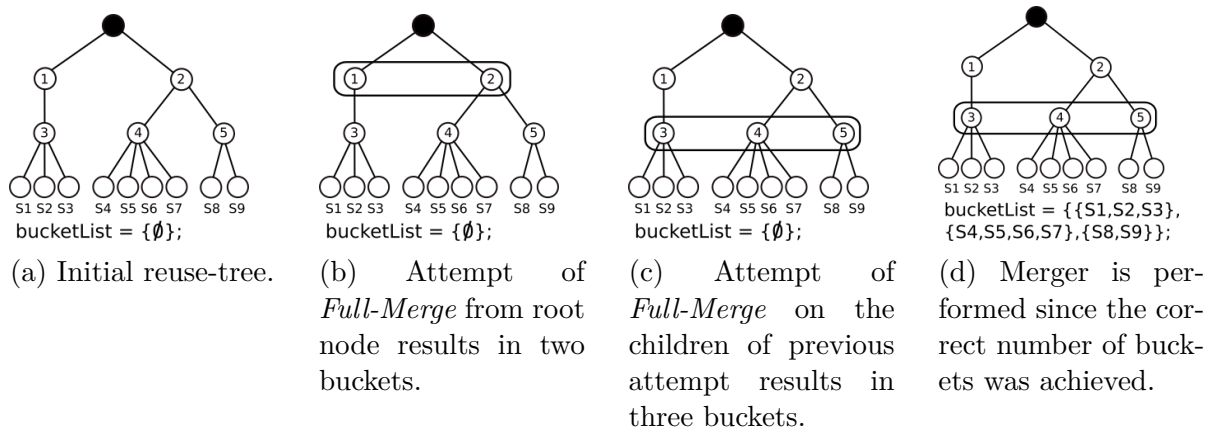 1 2
3 4 5
S1 S2 S3 S4 S5 S6 S7 S8 S9
bucketList = {∅};
(a) Initial reuse-tree.
1 2
3 4 5
S1 S2 S3 S4 S5 S6 S7 S8 S9
bucketList = {∅};
(b) Attempt of
Full-Merge from root
node results in two
buckets.
1 2
3 4 5
S1 S2 S3 S4 S5 S6 S7 S8 S9
bucketList = {∅};
(c) Attempt of
Full-Merge on the
children of previous
attempt results in
three buckets.
1 2
3 4 5
S1 S2 S3 S4 S5 S6 S7 S8 S9
bucketList = {{S1,S2,S3},
{S4,S5,S6,S7},{S8,S9}};
(d) Merger is per-
formed since the cor-
rect number of buck-
ets was achieved.